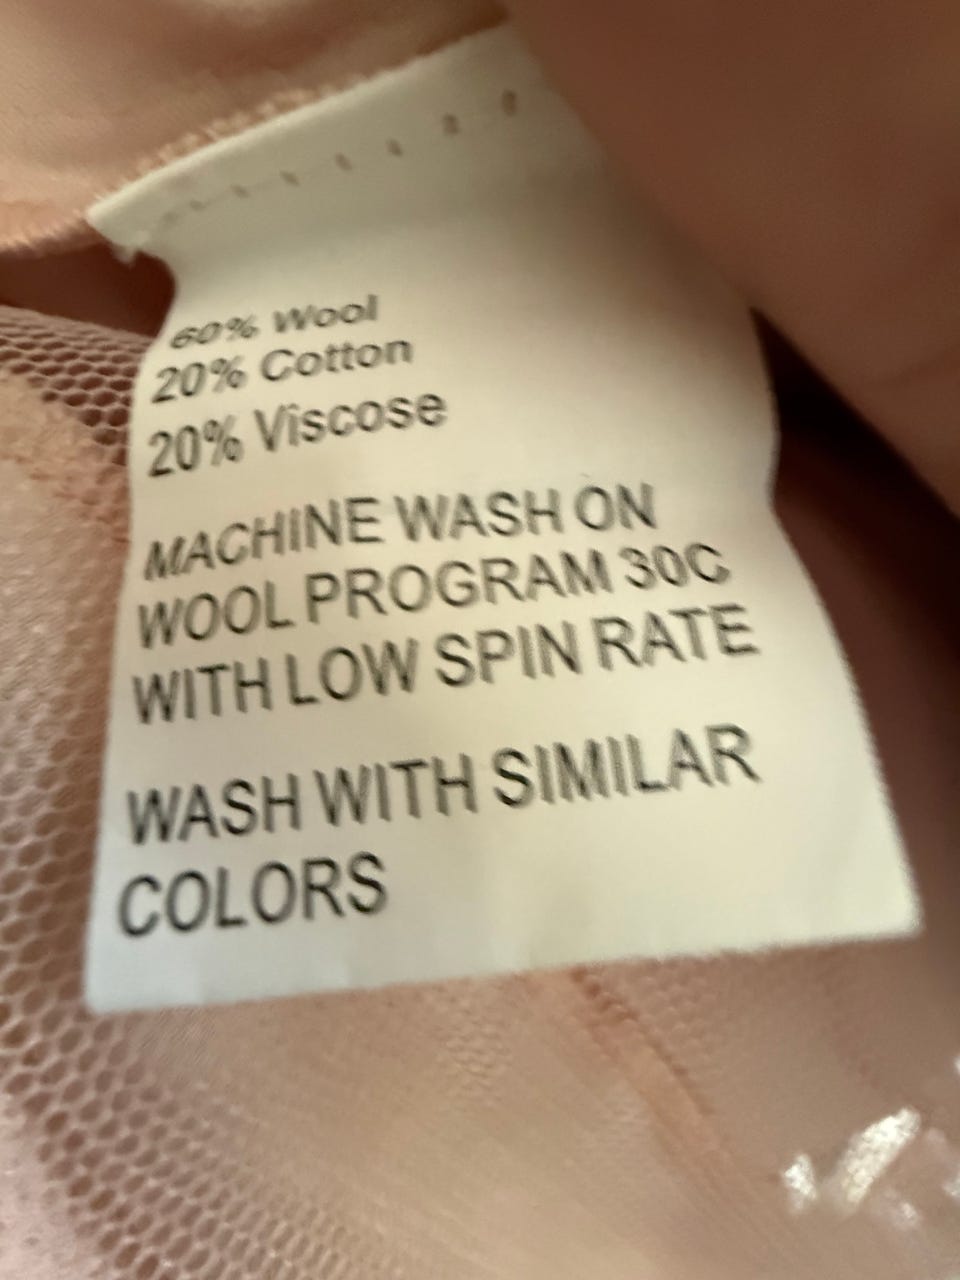 60% Wool
20% Cotton
20% Viscose
MACHINE WASH ON
WOOL PROGRAM 30C
WITH LOW SPIN RATE
WASH WITH SIMILAR
COLORS